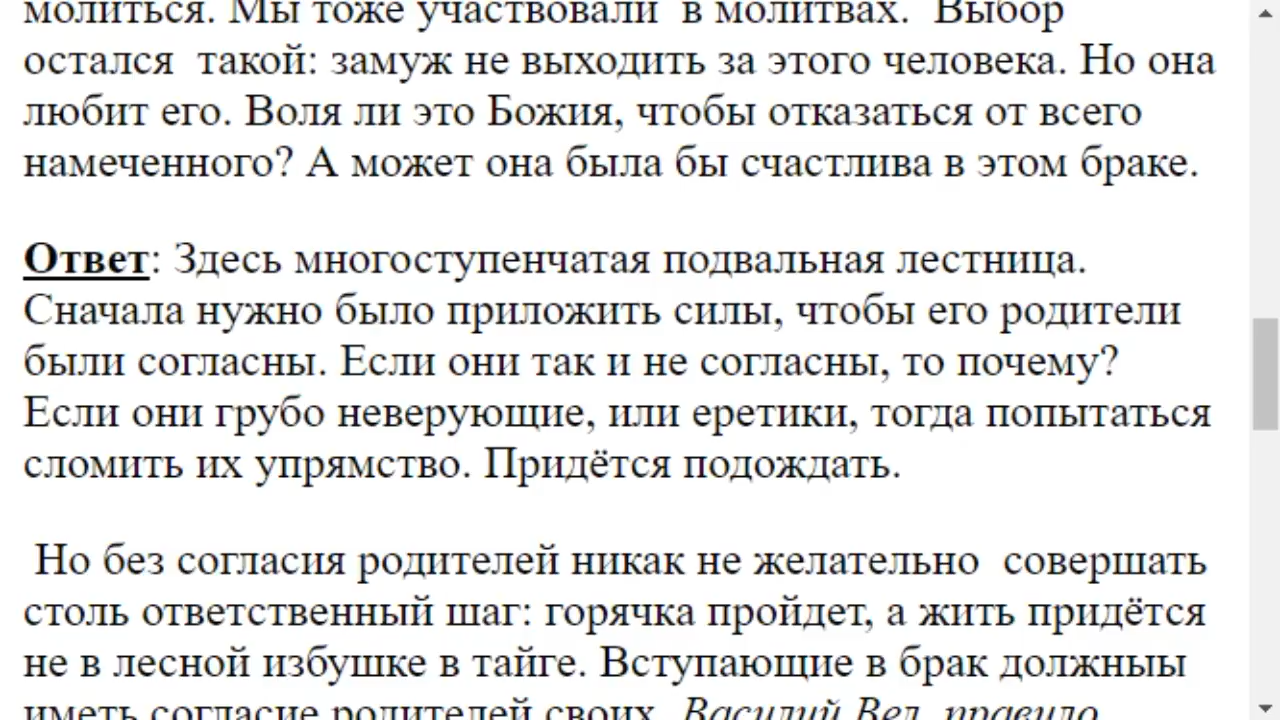 молиться. Мы тоже участвовали  в молитвах.  Выбор
остался  такой: замуж не выходить за этого человека. Но она
любит его. Воля ли это Божия, чтобы отказаться от всего
намеченного? А может она была бы счастлива в этом браке.
Ответ: Здесь многоступенчатая подвальная лестница.
Сначала нужно было приложить силы, чтобы его родители
были согласны. Если они так и не согласны, то почему?
Если они грубо неверующие, или еретики, тогда попытаться
сломить их упрямство. Придётся подождать.
Но без согласия родителей никак не желательно  совершать
столь ответственный шаг: горячка пройдет, а жить придётся
не в лесной избушке в тайге. Вступающие в брак должныы
иметь согласие родителей своих. Василий Вел. правило